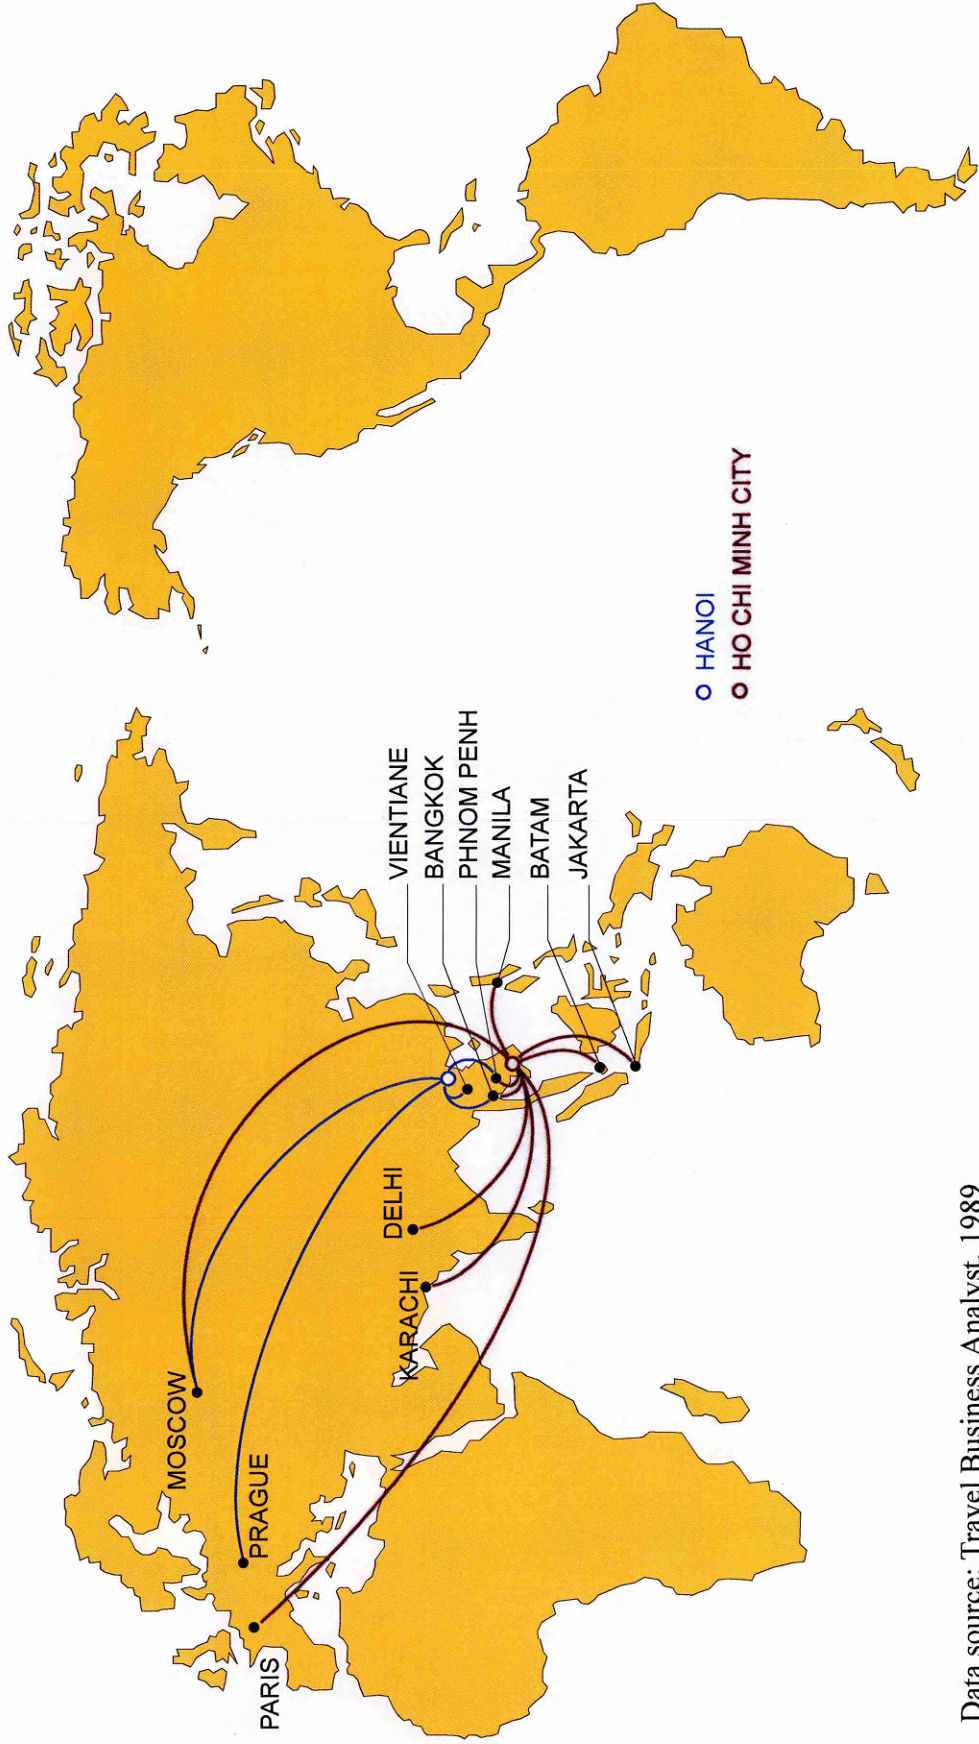 MOSCOW
PRAGUE
PARIS
DELHI
KARACHI
VIENTIANE
BANGKOK
PHNOM PENH
MANILA
BATAM
JAKARTA
HANOI
HO CHI MINH CITY
Data source: Travel Business Analyst, 1989